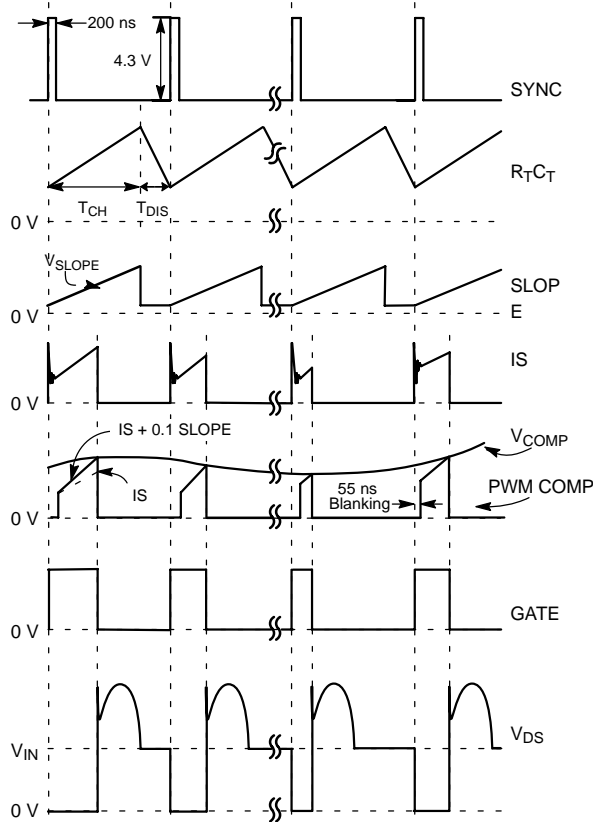 200 ns
4.3 V
SYNC
RTCT
TCH
TDIS
0 V
VSLOPE
SLOP
E
0 V
IS
0 V
IS + 0.1 SLOPE
VCOMP
IS
55 ns
Blanking
PWM COMP
0 V
GATE
0 V
VIN
VDS
0 V